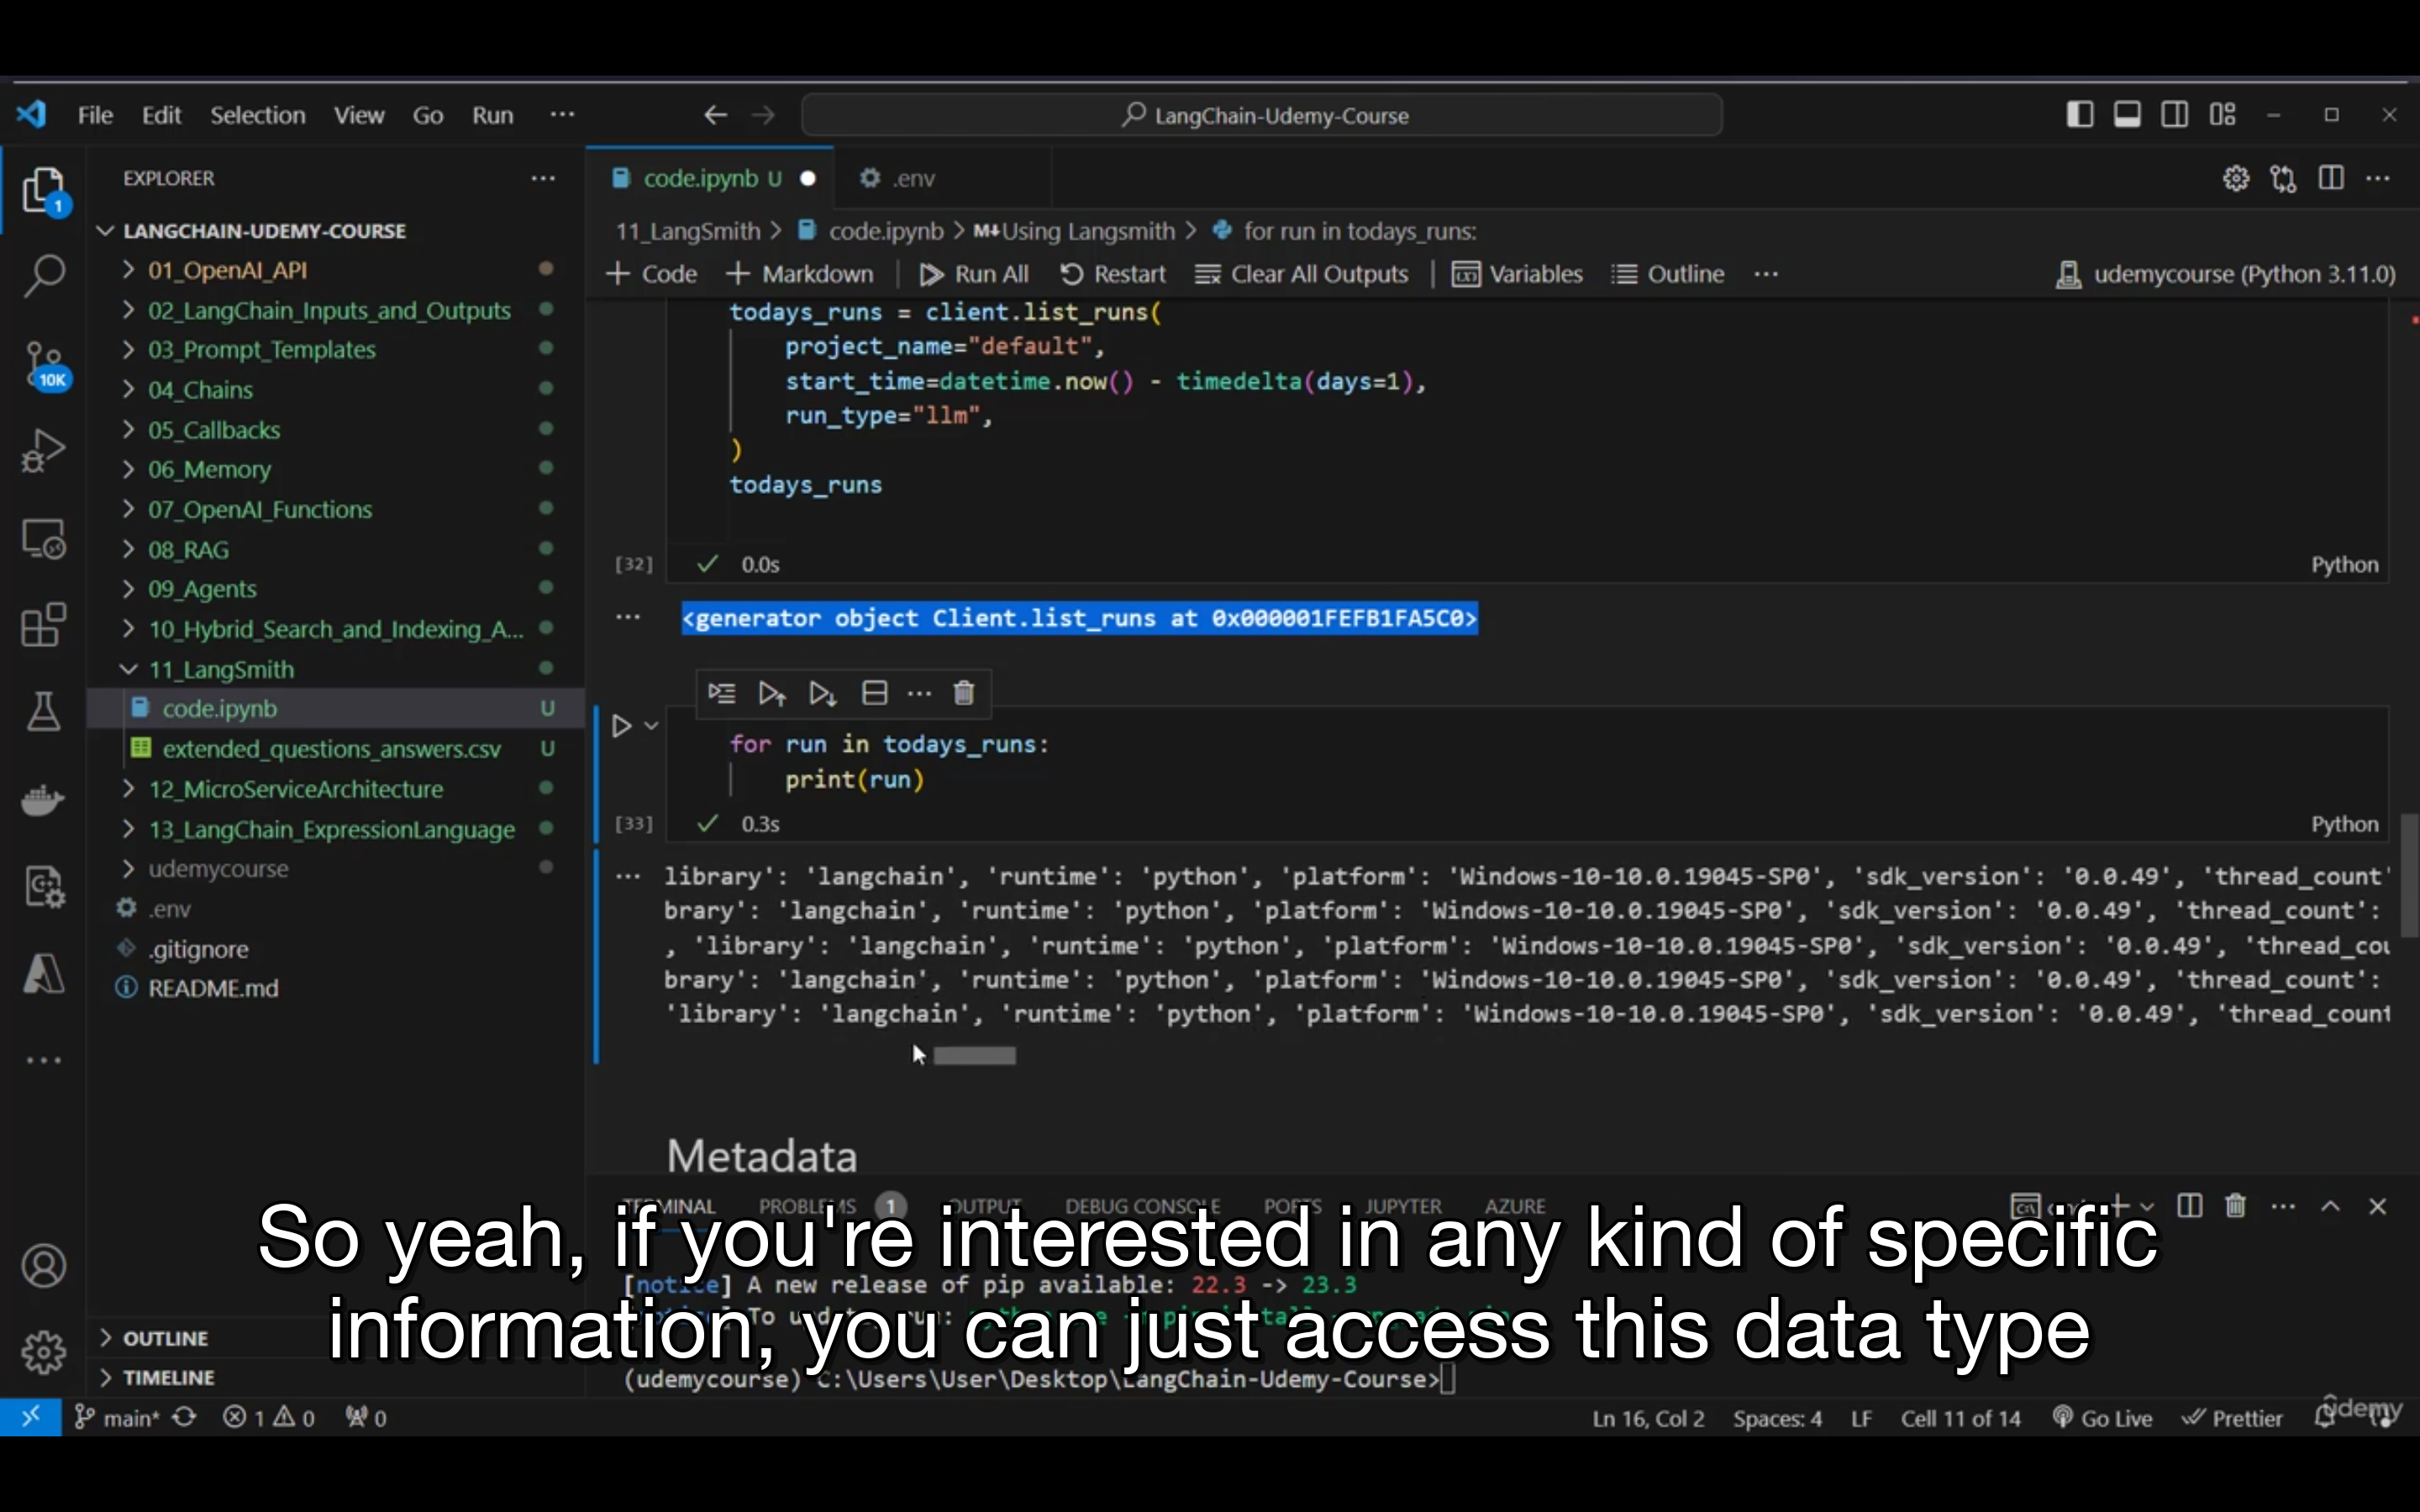 File Edit Selection View Go Run ··· LangChain-Udemy-Course
EXPLORER ···
1
LANGCHAIN-UDEMY-COURSE
01_OpenAI_API
02_LangChain_Inputs_and_Outputs
03_Prompt_Templates
10K
04_Chains
05_Callbacks
06_Memory
07_OpenAI_Functions
08_RAG
09_Agents
10_Hybrid_Search_and_Indexing_A...
11_LangSmith
code.ipynb U
extended_questions_answers.csv U
12_MicroServiceArchitecture
13_LangChain_ExpressionLanguage
udemycourse
.env
.gitignore
README.md
OUTLINE
TIMELINE
code.ipynb U .env
11_LangSmith > code.ipynb > M↓Using Langsmith > for run in todays_runs:
+ Code + Markdown Run All Restart Clear All Outputs Variables Outline ··· udemycourse (Python 3.11.0)
todays_runs = client.list_runs(
project_name="default",
start_time=datetime.now() - timedelta(days=1),
run_type="llm",
)
todays_runs
[32] 0.0s Python
<generator object Client.list_runs at 0x000001FEFB1FA5C0>
for run in todays_runs:
print(run)
[33] 0.3s Python
library': 'langchain', 'runtime': 'python', 'platform': 'Windows-10-10.0.19045-SP0', 'sdk_version': '0.0.49', 'thread_count'
brary': 'langchain', 'runtime': 'python', 'platform': 'Windows-10-10.0.19045-SP0', 'sdk_version': '0.0.49', 'thread_count':
, 'library': 'langchain', 'runtime': 'python', 'platform': 'Windows-10-10.0.19045-SP0', 'sdk_version': '0.0.49', 'thread_cou
brary': 'langchain', 'runtime': 'python', 'platform': 'Windows-10-10.0.19045-SP0', 'sdk_version': '0.0.49', 'thread_count':
'library': 'langchain', 'runtime': 'python', 'platform': 'Windows-10-10.0.19045-SP0', 'sdk_version': '0.0.49', 'thread_count
Metadata
TERMINAL PROBLEMS 1 OUTPUT DEBUG CONSOLE PORTS JUPYTER AZURE
So yeah, if you're interested in any kind of specific
[notice] A new release of pip available: 22.3 -> 23.3
information, you can just access this data type
(udemycourse) C:\Users\User\Desktop\LangChain-Udemy-Course>
main* 1 0 0 Ln 16, Col 2 Spaces: 4 LF Cell 11 of 14 Go Live Prettier
ûdemy